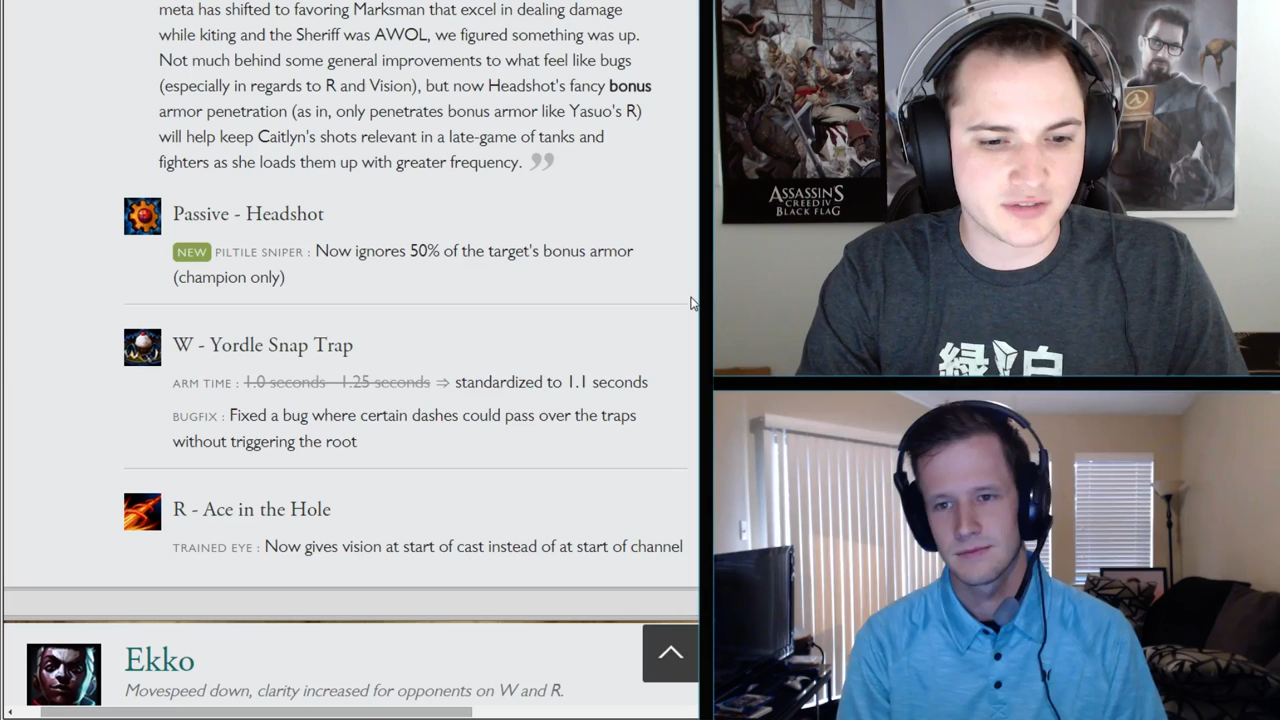 meta has shifted to favoring Marksman that excel in dealing damage
while kiting and the Sheriff was AWOL, we figured something was up.
Not much behind some general improvements to what feel like bugs
(especially in regards to R and Vision), but now Headshot's fancy bonus
armor penetration (as in, only penetrates bonus armor like Yasuo's R)
will help keep Caitlyn's shots relevant in a late-game of tanks and
fighters as she loads them up with greater frequency. ”
Passive - Headshot
NEW PILTILE SNIPER : Now ignores 50% of the target's bonus armor
(champion only)
W - Yordle Snap Trap
ARM TIME : 1.0 seconds - 1.25 seconds ⇒ standardized to 1.1 seconds
BUGFIX : Fixed a bug where certain dashes could pass over the traps
without triggering the root
R - Ace in the Hole
TRAINED EYE : Now gives vision at start of cast instead of at start of channel
Ekko
Movespeed down, clarity increased for opponents on W and R.
ASSASSIN'S
CREED IV
BLACK FLAG
緑 白